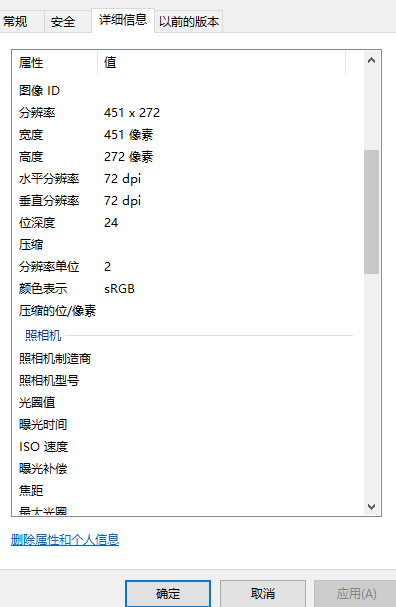 常规 安全 详细信息 以前的版本
属性 值
图像 ID
分辨率 451 x 272
宽度 451 像素
高度 272 像素
水平分辨率 72 dpi
垂直分辨率 72 dpi
位深度 24
压缩
分辨率单位 2
颜色表示 sRGB
压缩的位/像素
照相机
照相机制造商
照相机型号
光圈值
曝光时间
ISO 速度
曝光补偿
焦距
最大光圈
删除属性和个人信息
确定 取消 应用(A)